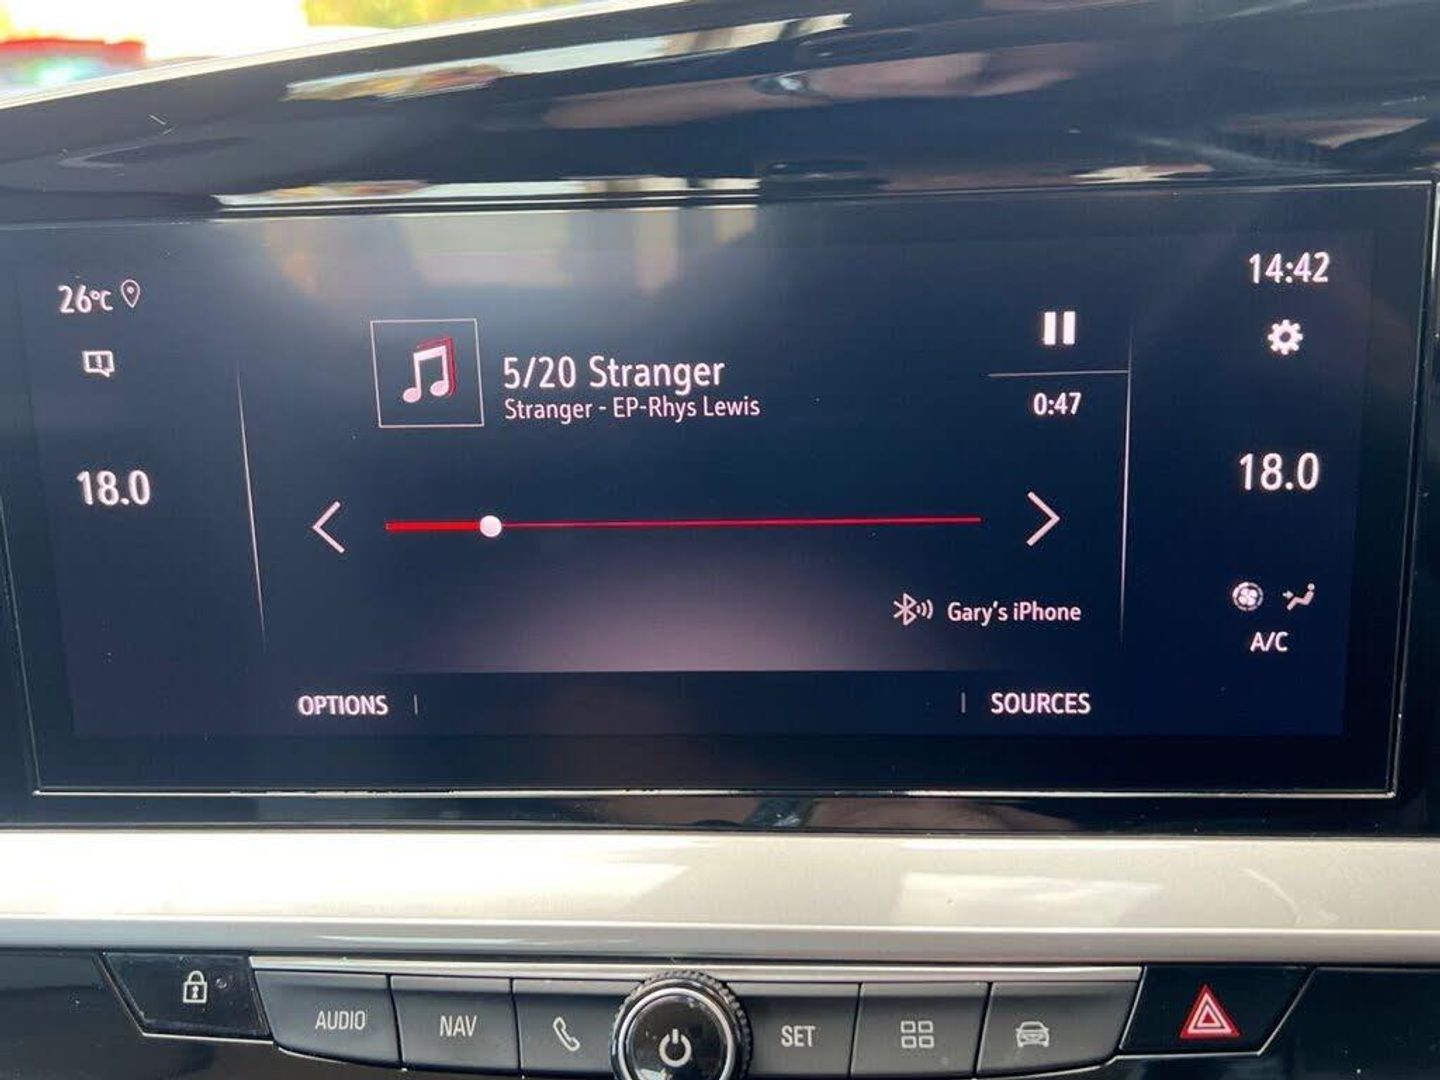 26°C
14:42
5/20 Stranger
Stranger - EP-Rhys Lewis
0:47
18.0
18.0
Gary's iPhone
A/C
OPTIONS
SOURCES
AUDIO
NAV
SET